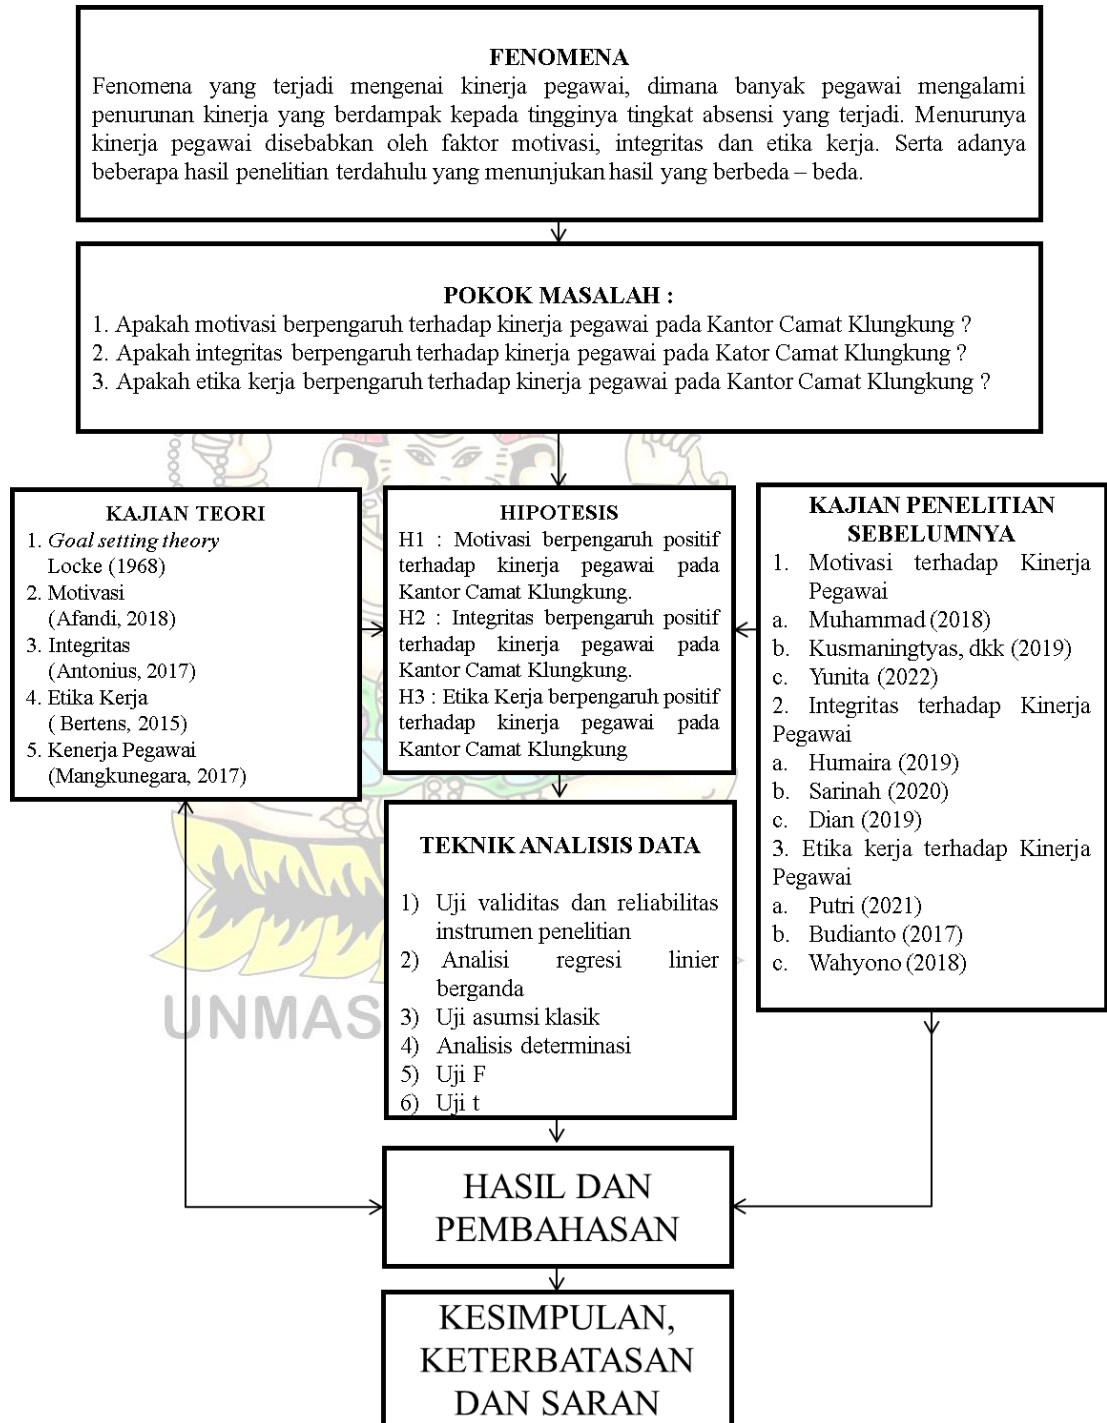 FENOMENA
Fenomena yang terjadi mengenai kinerja pegawai, dimana banyak pegawai mengalami
penurunan kinerja yang berdampak kepada tingginya tingkat absensi yang terjadi. Menurunya
kinerja pegawai disebabkan oleh faktor motivasi, integritas dan etika kerja. Serta adanya
beberapa hasil penelitian terdahulu yang menunjukan hasil yang berbeda – beda.
POKOK MASALAH :
1. Apakah motivasi berpengaruh terhadap kinerja pegawai pada Kantor Camat Klungkung ?
2. Apakah integritas berpengaruh terhadap kinerja pegawai pada Kator Camat Klungkung ?
3. Apakah etika kerja berpengaruh terhadap kinerja pegawai pada Kantor Camat Klungkung ?
KAJIAN TEORI
1. Goal setting theory
Locke (1968)
2. Motivasi
(Afandi, 2018)
3. Integritas
(Antonius, 2017)
4. Etika Kerja
( Bertens, 2015)
5. Kenerja Pegawai
(Mangkunegara, 2017)
HIPOTESIS
H1 : Motivasi berpengaruh positif
terhadap kinerja pegawai pada
Kantor Camat Klungkung.
H2 : Integritas berpengaruh positif
terhadap kinerja pegawai pada
Kantor Camat Klungkung.
H3 : Etika Kerja berpengaruh positif
terhadap kinerja pegawai pada
Kantor Camat Klungkung
KAJIAN PENELITIAN
SEBELUMNYA
1. Motivasi terhadap Kinerja
Pegawai
a. Muhammad (2018)
b. Kusmaningtyas, dkk (2019)
c. Yunita (2022)
2. Integritas terhadap Kinerja
Pegawai
a. Humaira (2019)
b. Sarinah (2020)
c. Dian (2019)
3. Etika kerja terhadap Kinerja
Pegawai
a. Putri (2021)
b. Budianto (2017)
c. Wahyono (2018)
TEKNIK ANALISIS DATA
1) Uji validitas dan reliabilitas
instrumen penelitian
2) Analisi regresi linier
berganda
3) Uji asumsi klasik
4) Analisis determinasi
5) Uji F
6) Uji t
UNMAS
HASIL DAN
PEMBAHASAN
KESIMPULAN,
KETERBATASAN
DAN SARAN